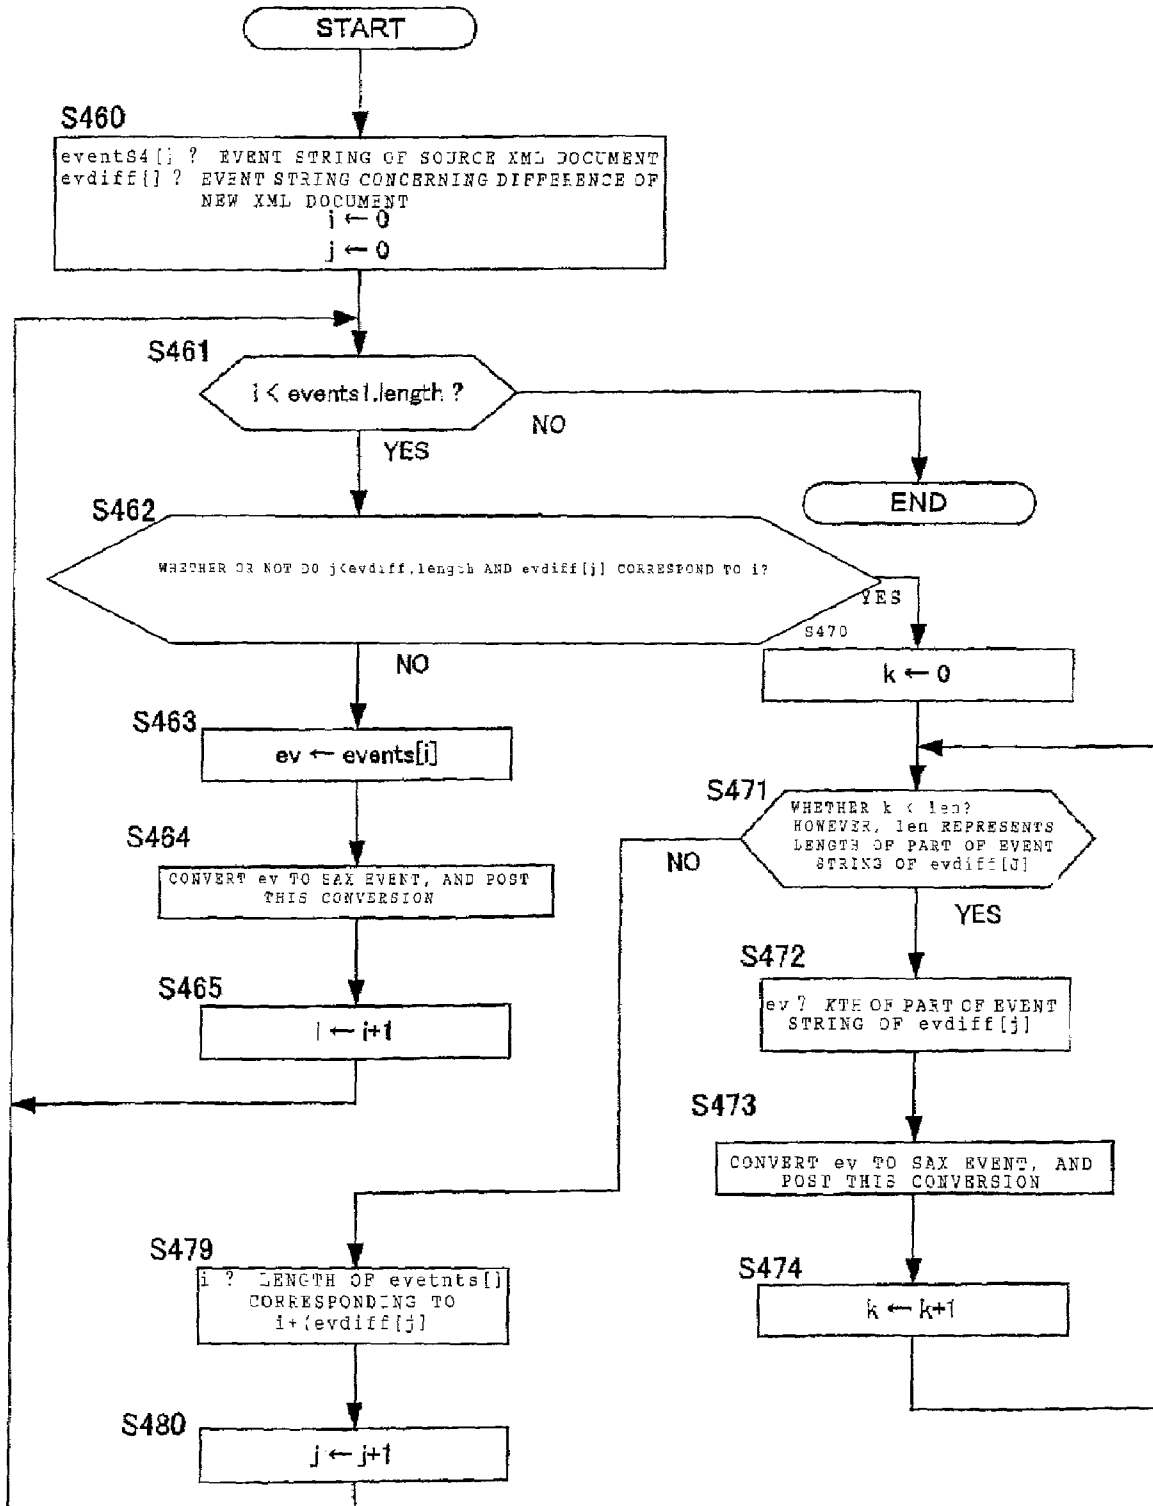 START
S460
eventS4[] ? EVENT STRING OF SOURCE XML DOCUMENT
evdiff[] ? EVENT STRING CONCERNING DIFFERENCE OF
NEW XML DOCUMENT
i ← 0
j ← 0
S461
i < events1.length ?
NO
YES
END
S462
WHETHER OR NOT DO j<evdiff.length AND evdiff[j] CORRESPOND TO i?
YES
S470
NO
k ← 0
S463
ev ← events[i]
S471
WHETHER k < len?
HOWEVER, len REPRESENTS
LENGTH OF PART OF EVENT
STRING OF evdiff[J]
NO
YES
S464
CONVERT ev TO SAX EVENT, AND POST
THIS CONVERSION
S472
ev ? KTH OF PART OF EVENT
STRING OF evdiff[j]
S465
i ← i+1
S473
CONVERT ev TO SAX EVENT, AND
POST THIS CONVERSION
S479
i ? LENGTH OF evetnts[]
CORRESPONDING TO
i+(evdiff[j]
S474
k ← k+1
S480
j ← j+1